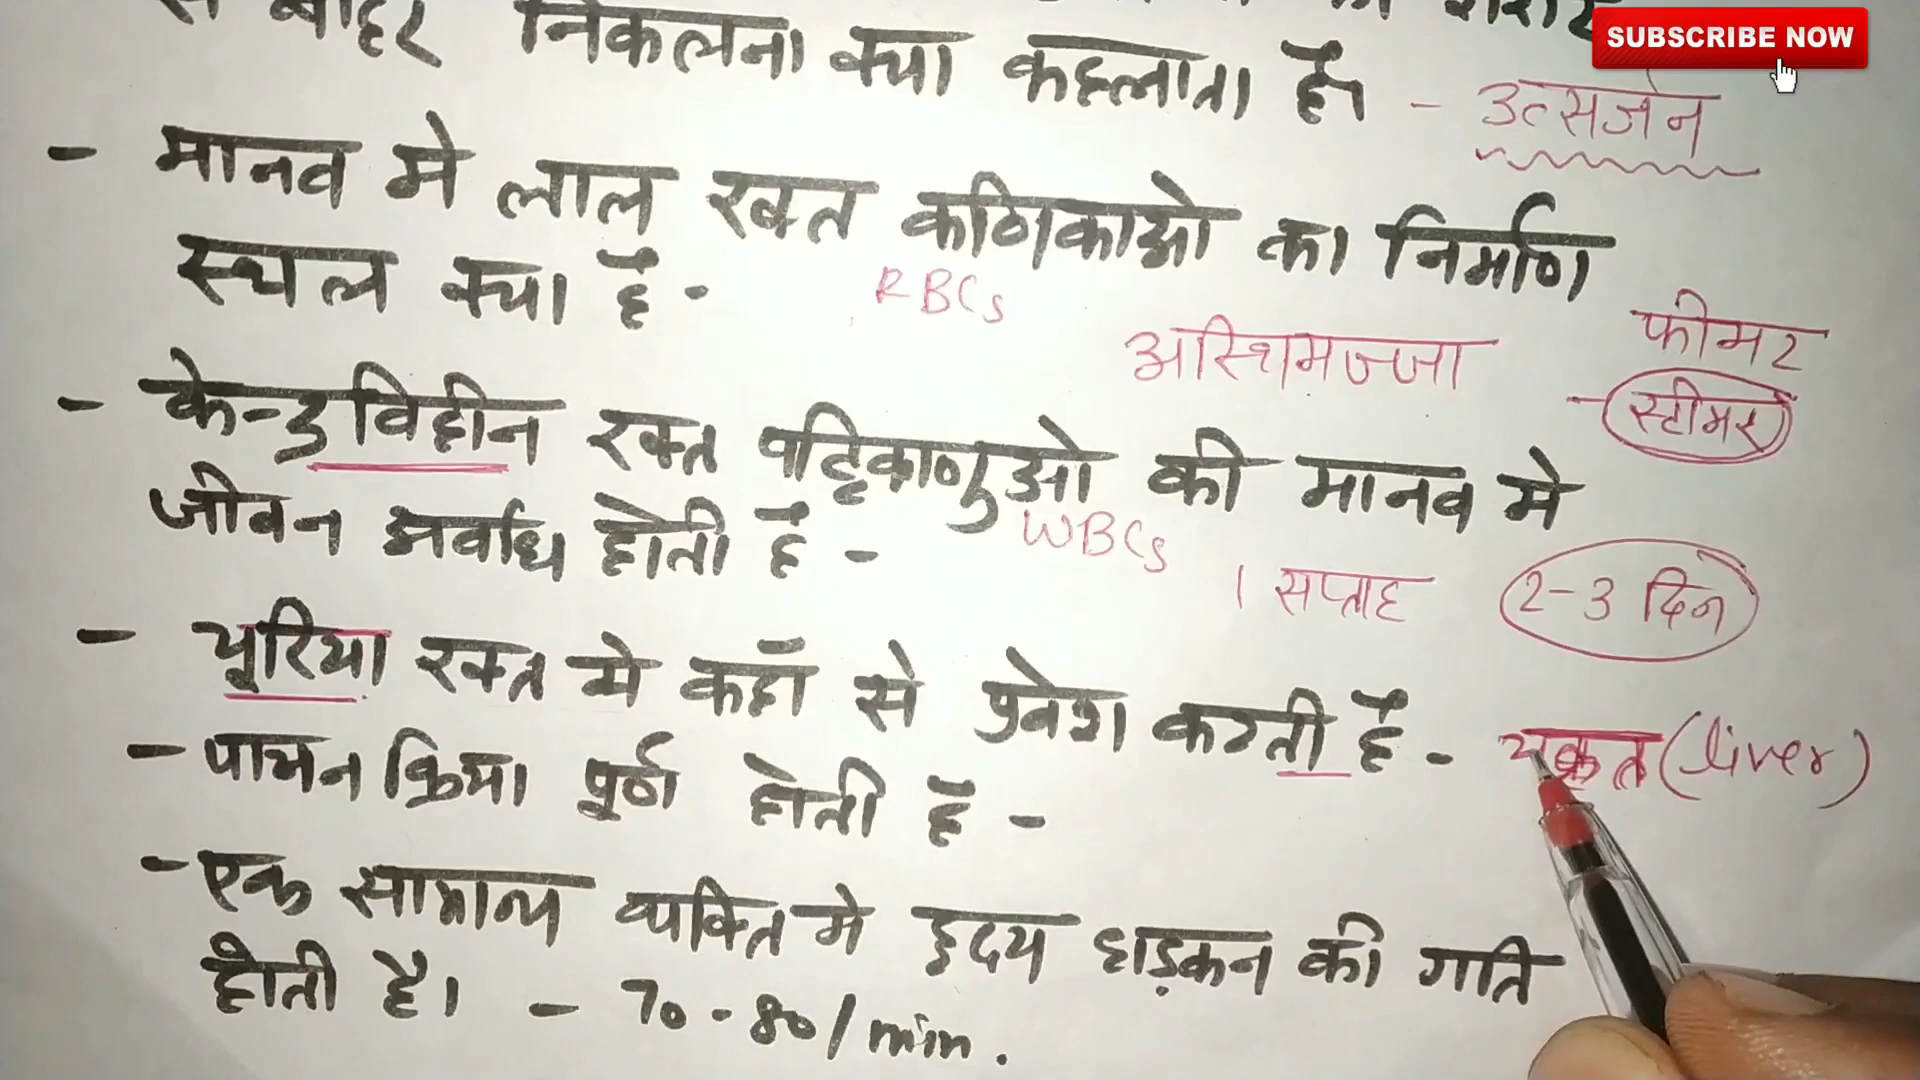 SUBSCRIBE NOW
से बाहर निकलना क्या कहलाता है। - उत्सर्जन
- मानव मे लाल रक्त कणिकाओ का निर्माण
स्थल क्या है -
RBCs
अस्थिमज्जा
फीमर
- स्टीमर
- केन्द्रविहीन रक्त पट्टिकाणुओ की मानव मे
जीवन अवधि होती है -
WBCs
1 सप्ताह
2-3 दिन
- यूरिया रक्त मे कहाँ से प्रवेश करती है - यकृत (liver)
- पाचन क्रिया पूर्ण होती है -
- एक सामान्य व्यक्ति मे हृदय धड़कन की गति
होती है। - 70-80/min.